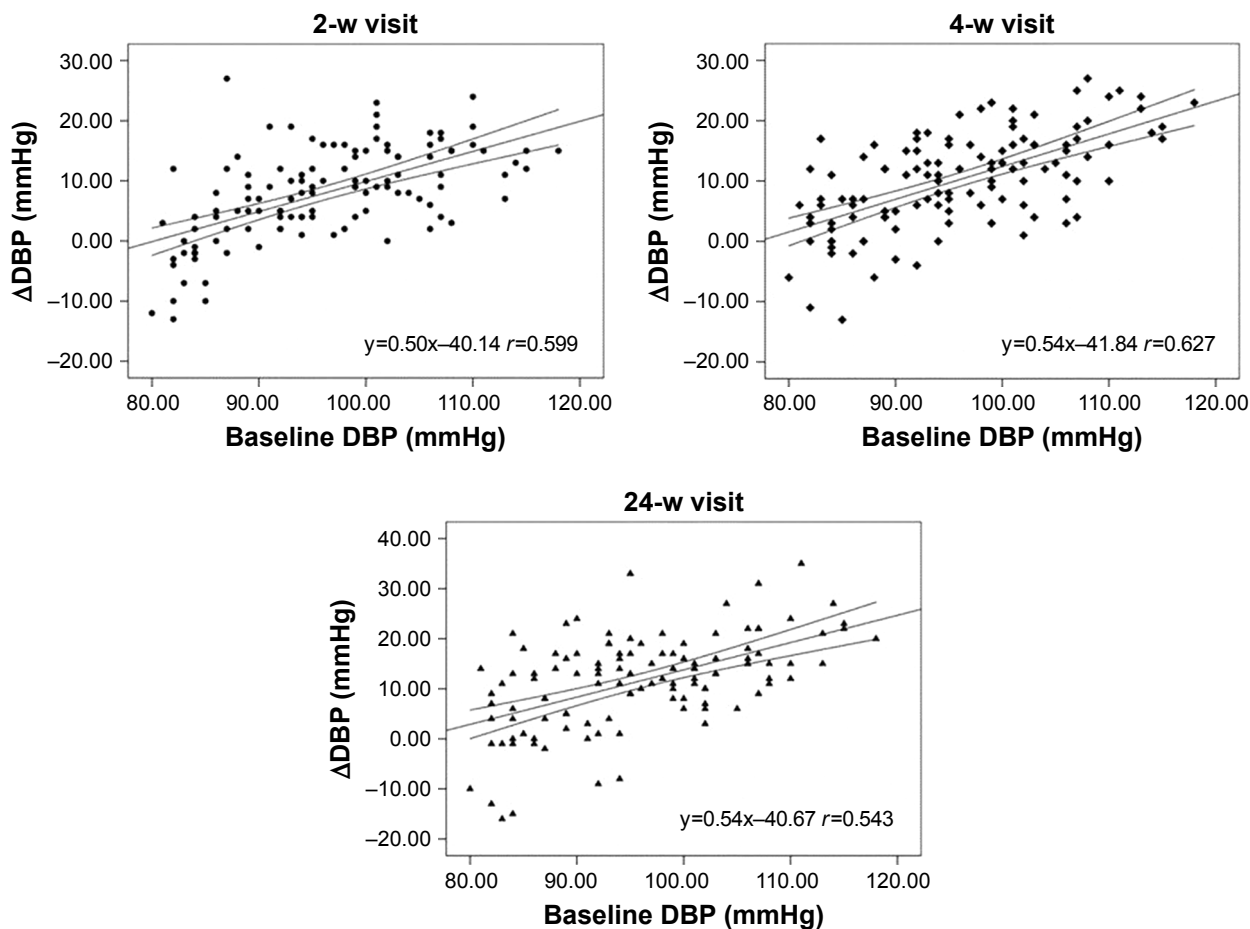 2-w visit
30.00
20.00
10.00
0.00
–10.00
–20.00
ΔDBP (mmHg)
y=0.50x–40.14 r=0.599
80.00 90.00 100.00 110.00 120.00
Baseline DBP (mmHg)
4-w visit
30.00
20.00
10.00
0.00
–10.00
–20.00
ΔDBP (mmHg)
y=0.54x–41.84 r=0.627
80.00 90.00 100.00 110.00 120.00
Baseline DBP (mmHg)
24-w visit
40.00
30.00
20.00
10.00
0.00
–10.00
–20.00
ΔDBP (mmHg)
y=0.54x–40.67 r=0.543
80.00 90.00 100.00 110.00 120.00
Baseline DBP (mmHg)